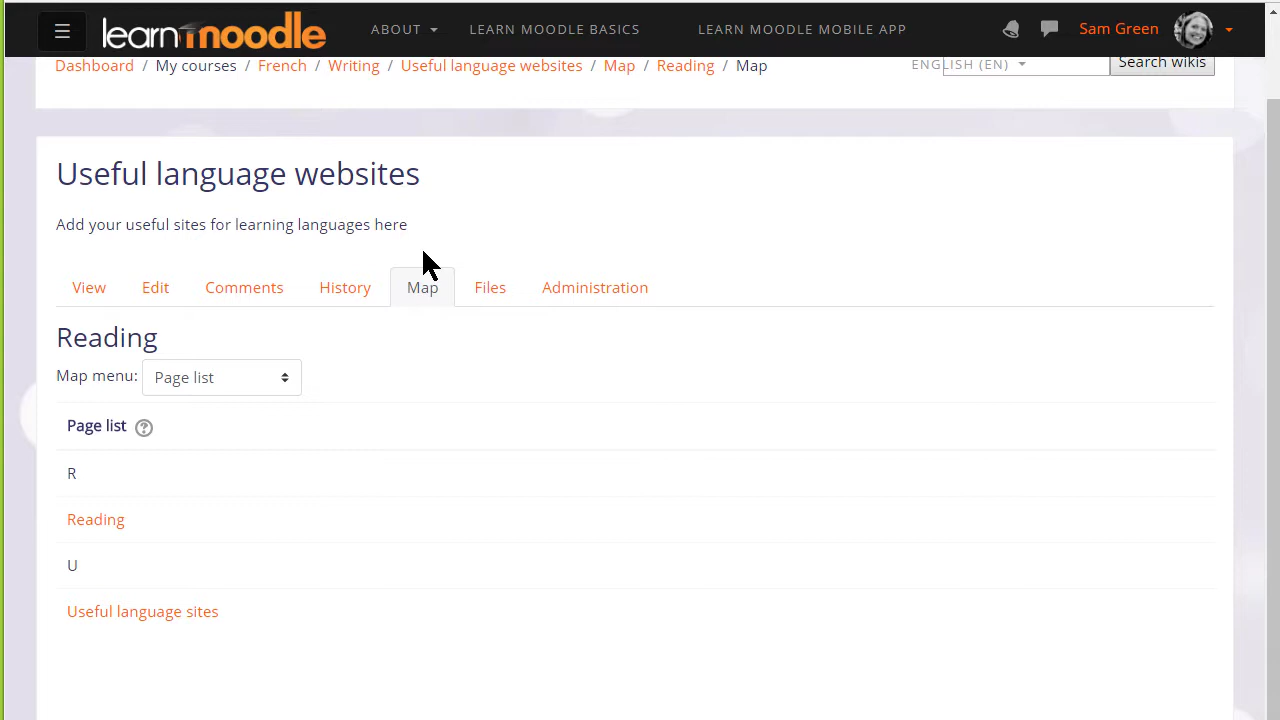 learn moodle ABOUT LEARN MOODLE BASICS LEARN MOODLE MOBILE APP Sam Green
Dashboard / My courses / French / Writing / Useful language websites / Map / Reading / Map ENGLISH (EN) Search wikis
Useful language websites
Add your useful sites for learning languages here
View Edit Comments History Map Files Administration
Reading
Map menu: Page list
Page list ?
R
Reading
U
Useful language sites